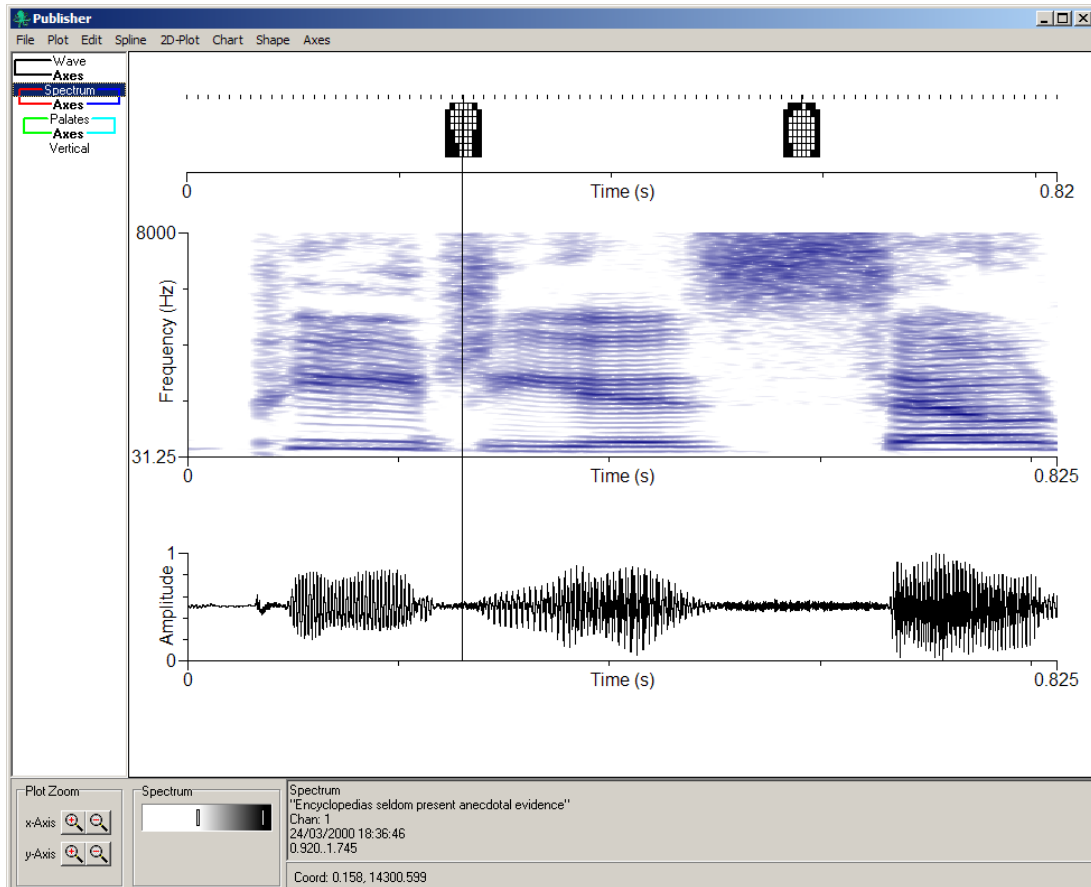 Publisher
File Plot Edit Spline 2D-Plot Chart Shape Axes
Wave
Axes
Spectrum
Axes
Palates
Axes
Vertical
0 Time (s) 0.82
8000
Frequency (Hz)
31.25
0 Time (s) 0.825
1
Amplitude
0
0 Time (s) 0.825
Plot Zoom
x-Axis
y-Axis
Spectrum
Spectrum
"Encyclopedias seldom present anecdotal evidence"
Chan: 1
24/03/2000 18:36:46
0.920..1.745
Coord: 0.158, 14300.599